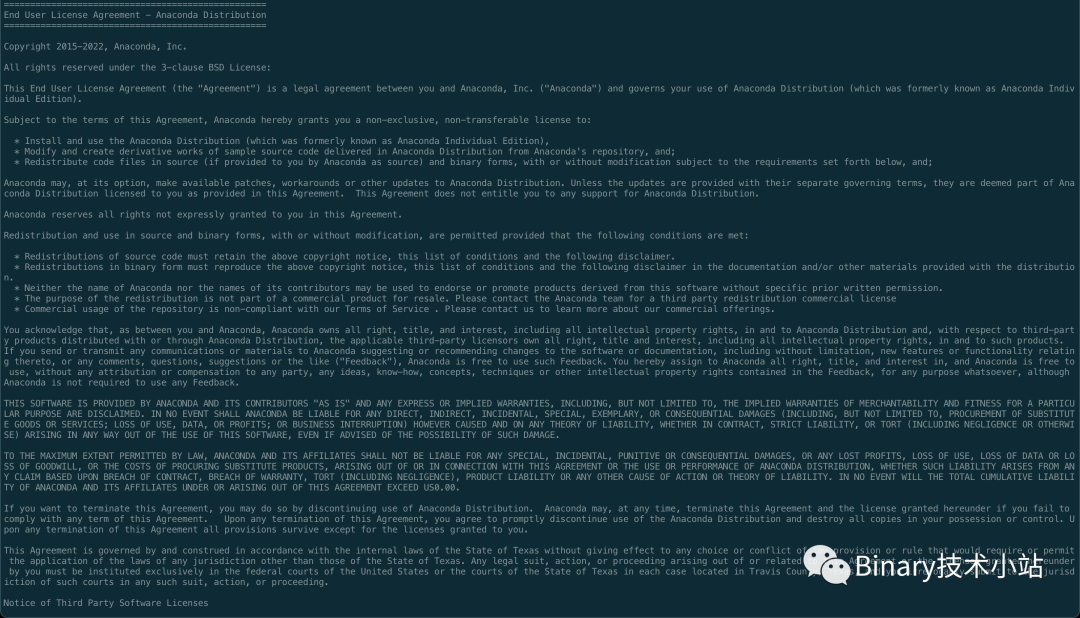 ==================================================
End User License Agreement - Anaconda Distribution
==================================================
Copyright 2015-2022, Anaconda, Inc.
All rights reserved under the 3-clause BSD License:
This End User License Agreement (the "Agreement") is a legal agreement between you and Anaconda, Inc. ("Anaconda") and governs your use of Anaconda Distribution (which was formerly known as Anaconda Indiv
idual Edition).
Subject to the terms of this Agreement, Anaconda hereby grants you a non-exclusive, non-transferable license to:
* Install and use the Anaconda Distribution (which was formerly known as Anaconda Individual Edition),
* Modify and create derivative works of sample source code delivered in Anaconda Distribution from Anaconda's repository, and;
* Redistribute code files in source (if provided to you by Anaconda as source) and binary forms, with or without modification subject to the requirements set forth below, and;
Anaconda may, at its option, make available patches, workarounds or other updates to Anaconda Distribution. Unless the updates are provided with their separate governing terms, they are deemed part of Ana
conda Distribution licensed to you as provided in this Agreement.  This Agreement does not entitle you to any support for Anaconda Distribution.
Anaconda reserves all rights not expressly granted to you in this Agreement.
Redistribution and use in source and binary forms, with or without modification, are permitted provided that the following conditions are met:
* Redistributions of source code must retain the above copyright notice, this list of conditions and the following disclaimer.
* Redistributions in binary form must reproduce the above copyright notice, this list of conditions and the following disclaimer in the documentation and/or other materials provided with the distributio
n.
* Neither the name of Anaconda nor the names of its contributors may be used to endorse or promote products derived from this software without specific prior written permission.
* The purpose of the redistribution is not part of a commercial product for resale. Please contact the Anaconda team for a third party redistribution commercial license
* Commercial usage of the repository is non-compliant with our Terms of Service . Please contact us to learn more about our commercial offerings.
You acknowledge that, as between you and Anaconda, Anaconda owns all right, title, and interest, including all intellectual property rights, in and to Anaconda Distribution and, with respect to third-part
y products distributed with or through Anaconda Distribution, the applicable third-party licensors own all right, title and interest, including all intellectual property rights, in and to such products.
If you send or transmit any communications or materials to Anaconda suggesting or recommending changes to the software or documentation, including without limitation, new features or functionality relatin
g thereto, or any comments, questions, suggestions or the like ("Feedback"), Anaconda is free to use such Feedback. You hereby assign to Anaconda all right, title, and interest in, and Anaconda is free to
use, without any attribution or compensation to any party, any ideas, know-how, concepts, techniques or other intellectual property rights contained in the Feedback, for any purpose whatsoever, although
Anaconda is not required to use any Feedback.
THIS SOFTWARE IS PROVIDED BY ANACONDA AND ITS CONTRIBUTORS "AS IS" AND ANY EXPRESS OR IMPLIED WARRANTIES, INCLUDING, BUT NOT LIMITED TO, THE IMPLIED WARRANTIES OF MERCHANTABILITY AND FITNESS FOR A PARTICU
LAR PURPOSE ARE DISCLAIMED. IN NO EVENT SHALL ANACONDA BE LIABLE FOR ANY DIRECT, INDIRECT, INCIDENTAL, SPECIAL, EXEMPLARY, OR CONSEQUENTIAL DAMAGES (INCLUDING, BUT NOT LIMITED TO, PROCUREMENT OF SUBSTITUT
E GOODS OR SERVICES; LOSS OF USE, DATA, OR PROFITS; OR BUSINESS INTERRUPTION) HOWEVER CAUSED AND ON ANY THEORY OF LIABILITY, WHETHER IN CONTRACT, STRICT LIABILITY, OR TORT (INCLUDING NEGLIGENCE OR OTHERWI
SE) ARISING IN ANY WAY OUT OF THE USE OF THIS SOFTWARE, EVEN IF ADVISED OF THE POSSIBILITY OF SUCH DAMAGE.
TO THE MAXIMUM EXTENT PERMITTED BY LAW, ANACONDA AND ITS AFFILIATES SHALL NOT BE LIABLE FOR ANY SPECIAL, INCIDENTAL, PUNITIVE OR CONSEQUENTIAL DAMAGES, OR ANY LOST PROFITS, LOSS OF USE, LOSS OF DATA OR LO
SS OF GOODWILL, OR THE COSTS OF PROCURING SUBSTITUTE PRODUCTS, ARISING OUT OF OR IN CONNECTION WITH THIS AGREEMENT OR THE USE OR PERFORMANCE OF ANACONDA DISTRIBUTION, WHETHER SUCH LIABILITY ARISES FROM AN
Y CLAIM BASED UPON BREACH OF CONTRACT, BREACH OF WARRANTY, TORT (INCLUDING NEGLIGENCE), PRODUCT LIABILITY OR ANY OTHER CAUSE OF ACTION OR THEORY OF LIABILITY. IN NO EVENT WILL THE TOTAL CUMULATIVE LIABILI
TY OF ANACONDA AND ITS AFFILIATES UNDER OR ARISING OUT OF THIS AGREEMENT EXCEED US0.00.
If you want to terminate this Agreement, you may do so by discontinuing use of Anaconda Distribution.  Anaconda may, at any time, terminate this Agreement and the license granted hereunder if you fail to
comply with any term of this Agreement.   Upon any termination of this Agreement, you agree to promptly discontinue use of the Anaconda Distribution and destroy all copies in your possession or control. U
pon any termination of this Agreement all provisions survive except for the licenses granted to you.
This Agreement is governed by and construed in accordance with the internal laws of the State of Texas without giving effect to any choice or conflict of provision or rule that would require or permit
the application of the laws of any jurisdiction other than those of the State of Texas. Any legal suit, action, or proceeding arising out of or related
by you must be instituted exclusively in the federal courts of the United States or the courts of the State of Texas in each case located in Travis jurisd
iction of such courts in any such suit, action, or proceeding.
Binary技术小站
Notice of Third Party Software Licenses